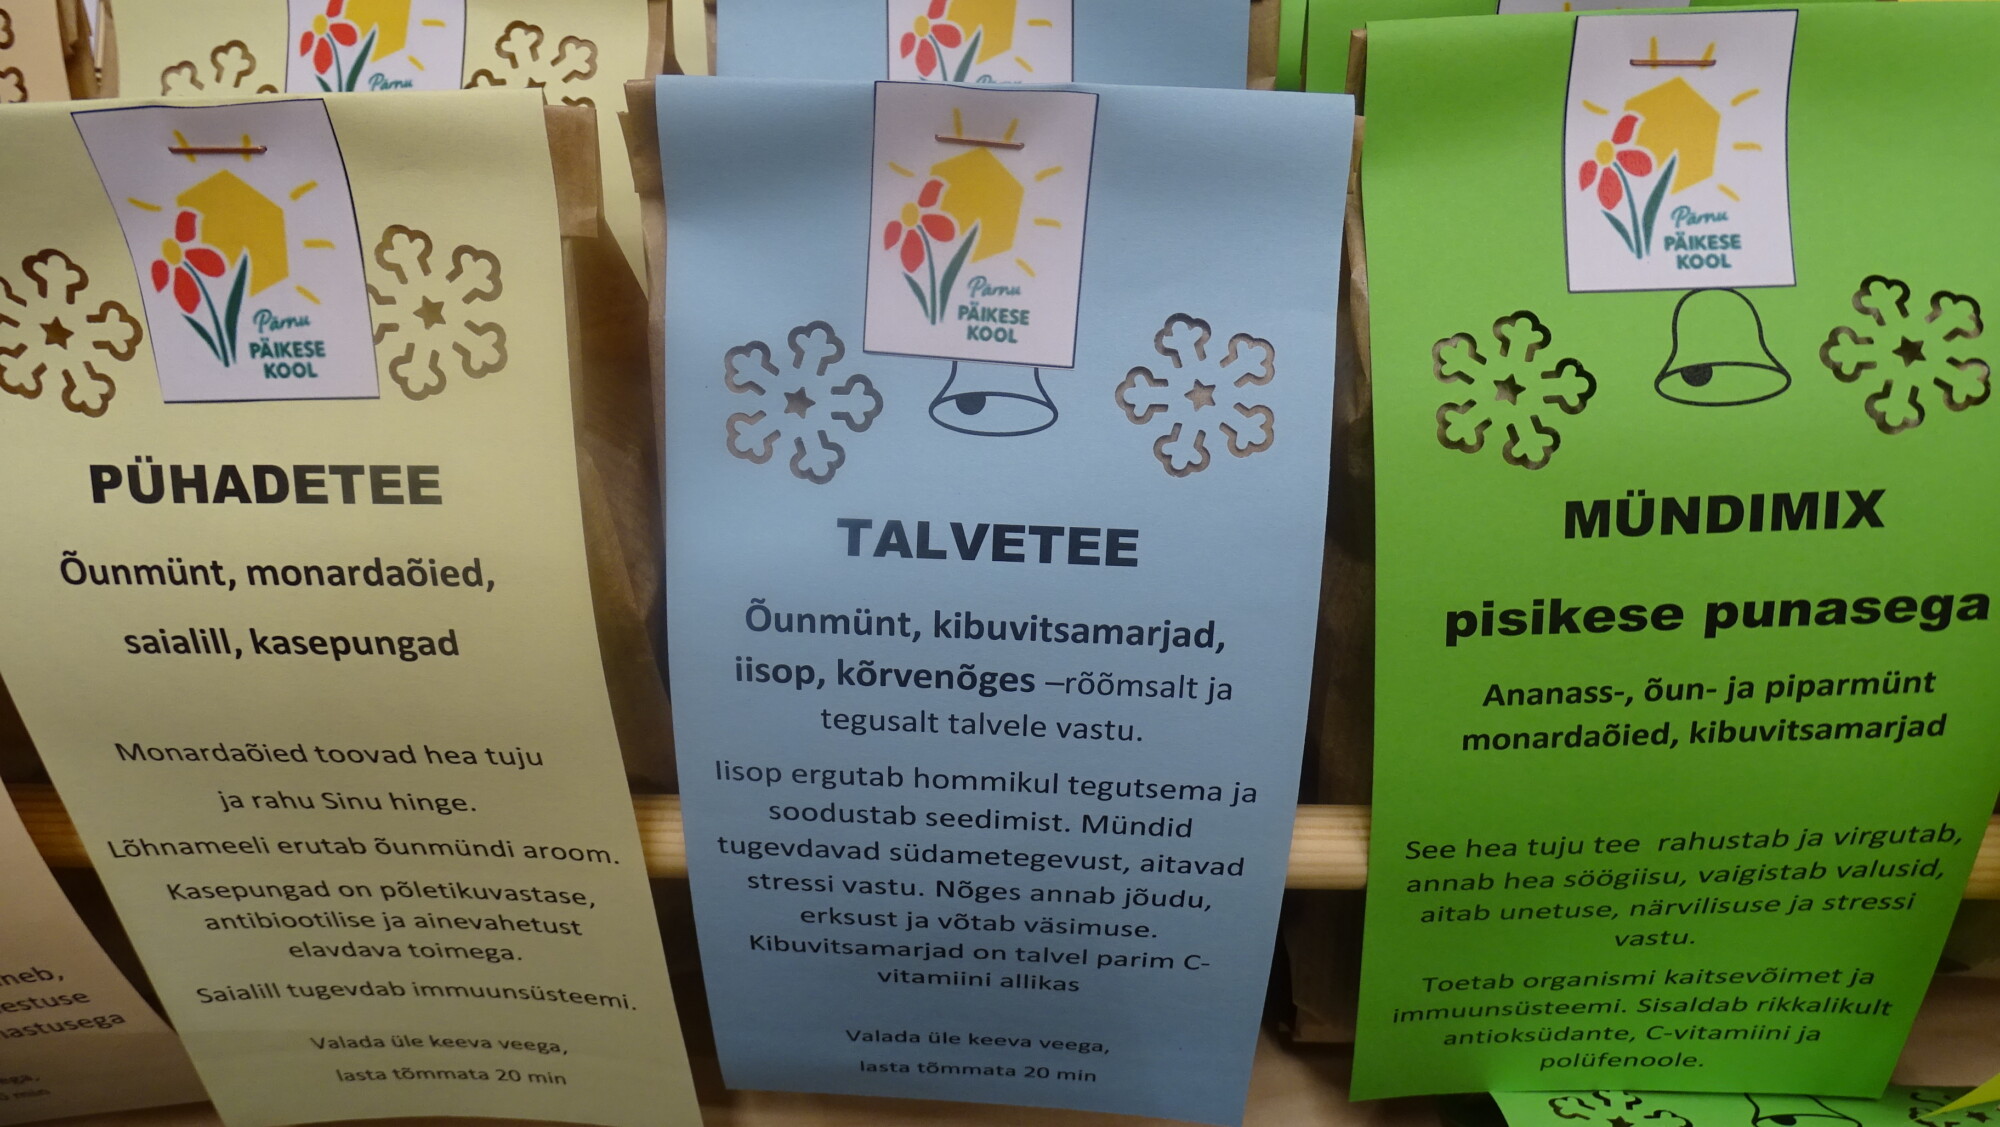 Pärnu
Pärnu
PÄIKESE
KOOL
PÜHADETEE
Õunmünt, monardaõied,
saialill, kasepungad
Monardaõied toovad hea tuju
ja rahu Sinu hinge.
Lõhnameeli erutab õunmündi aroom.
Kasepungad on põletikuvastase,
antibiootilise ja ainevahetust
elavdava toimega.
Saialill tugevdab immuunsüsteemi.
Valada üle keeva veega,
lasta tõmmata 20 min
Pärnu
Pärnu
PÄIKESE
KOOL
TALVETEE
Õunmünt, kibuvitsamarjad,
iisop, kõrvenõges –rõõmsalt ja
tegusalt talvele vastu.
Iisop ergutab hommikul tegutsema ja
soodustab seedimist. Mündid
tugevdavad südametegevust, aitavad
stressi vastu. Nõges annab jõudu,
erksust ja võtab väsimuse.
Kibuvitsamarjad on talvel parim C-
vitamiini allikas
Valada üle keeva veega,
lasta tõmmata 20 min
Pärnu
PÄIKESE
KOOL
MÜNDIMIX
pisikese punasega
Ananass-, õun- ja piparmünt
monardaõied, kibuvitsamarjad
See hea tuju tee rahustab ja virgutab,
annab hea söögiisu, vaigistab valusid,
aitab unetuse, närvilisuse ja stressi
vastu.
Toetab organismi kaitsevõimet ja
immuunsüsteemi. Sisaldab rikkalikult
antioksüdante, C-vitamiini ja
polüfenoole.